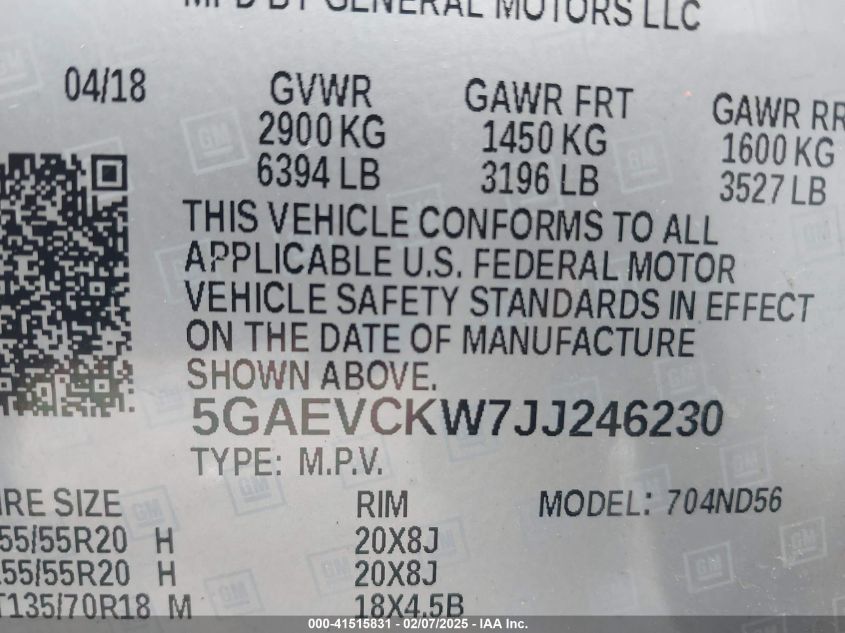 MFD BY GENERAL MOTORS LLC
04/18 GVWR GAWR FRT GAWR RR
2900 KG 1450 KG 1600 KG
6394 LB 3196 LB 3527 LB
THIS VEHICLE CONFORMS TO ALL
APPLICABLE U.S. FEDERAL MOTOR
VEHICLE SAFETY STANDARDS IN EFFECT
ON THE DATE OF MANUFACTURE
SHOWN ABOVE.
5GAEVCKW7JJ246230
TYPE: M.P.V.
IRE SIZE RIM MODEL: 704ND56
55/55R20 H 20X8J
255/55R20 H 20X8J
T135/70R18 M 18X4.5B
000-41515831 - 02/07/2025 - IAA Inc.